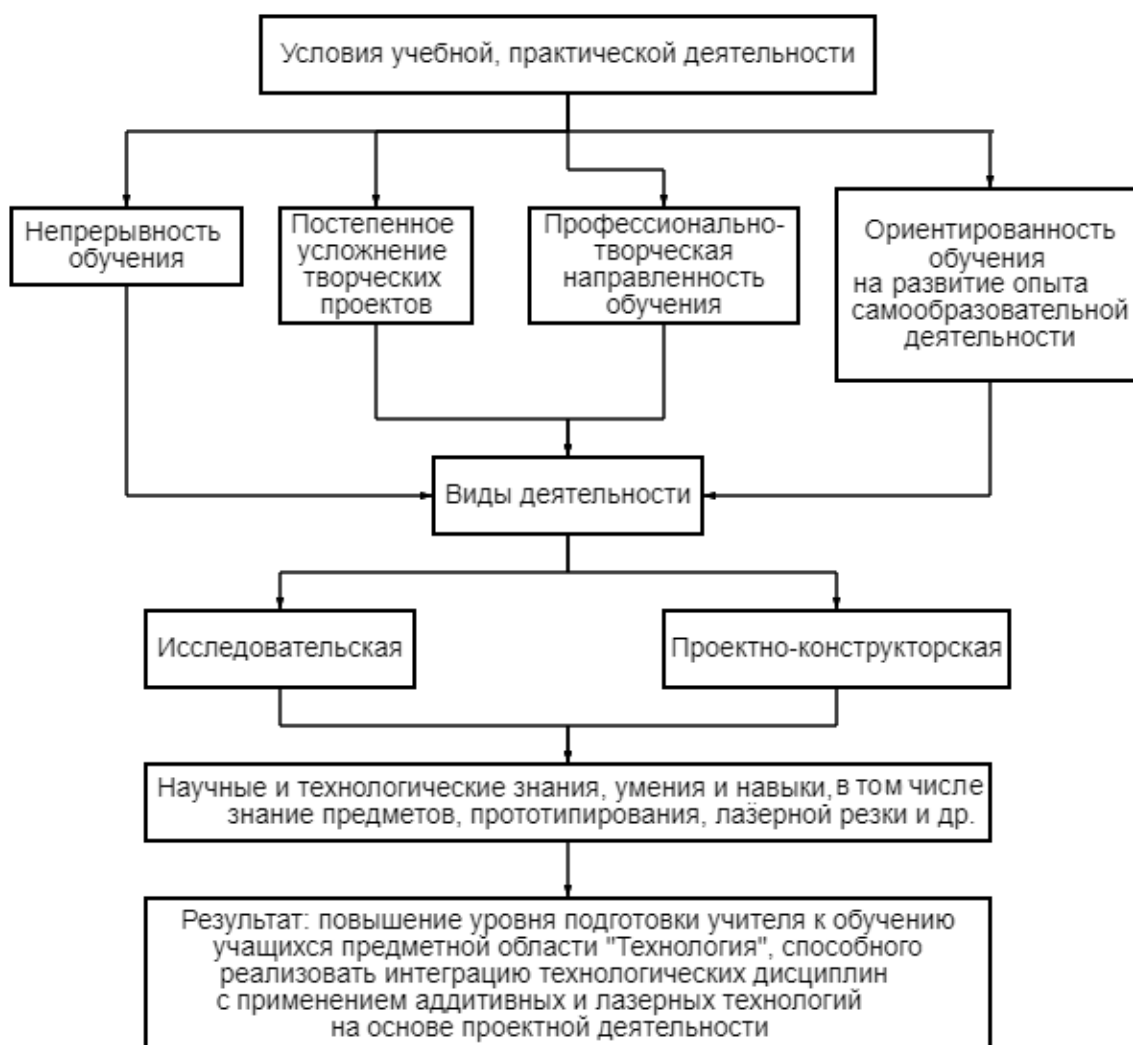 Условия учебной, практической деятельности
Непрерывность
обучения
Постепенное
усложнение
творческих
проектов
Профессионально-
творческая
направленность
обучения
Ориентированность
обучения
на развитие опыта
самообразовательной
деятельности
Виды деятельности
Исследовательская
Проектно-конструкторская
Научные и технологические знания, умения и навыки, в том числе
знание предметов, прототипирования, лазерной резки и др.
Результат: повышение уровня подготовки учителя к обучению
учащихся предметной области "Технология", способного
реализовать интеграцию технологических дисциплин
с применением аддитивных и лазерных технологий
на основе проектной деятельности